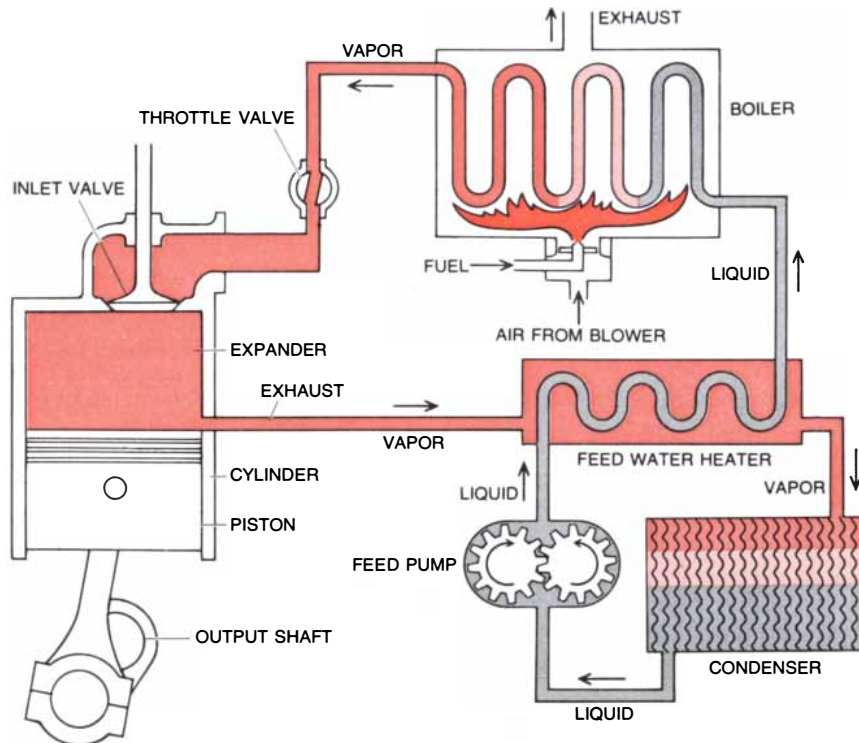 EXHAUST
VAPOR
BOILER
THROTTLE VALVE
INLET VALVE
FUEL
LIQUID
AIR FROM BLOWER
EXPANDER
EXHAUST
VAPOR
FEED WATER HEATER
CYLINDER
LIQUID
VAPOR
PISTON
FEED PUMP
OUTPUT SHAFT
CONDENSER
LIQUID